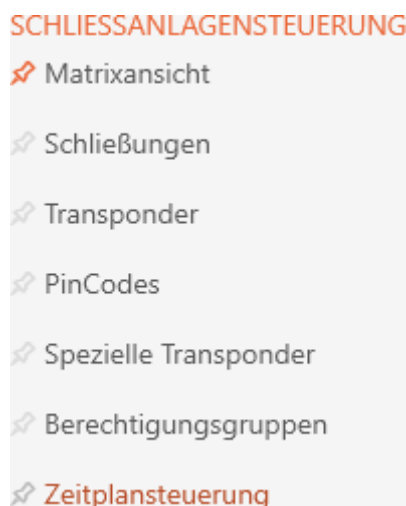 SCHLIESSANLAGENSTEUERUNG
Matrixansicht
Schließungen
Transponder
PinCodes
Spezielle Transponder
Berechtigungsgruppen
Zeitplansteuerung